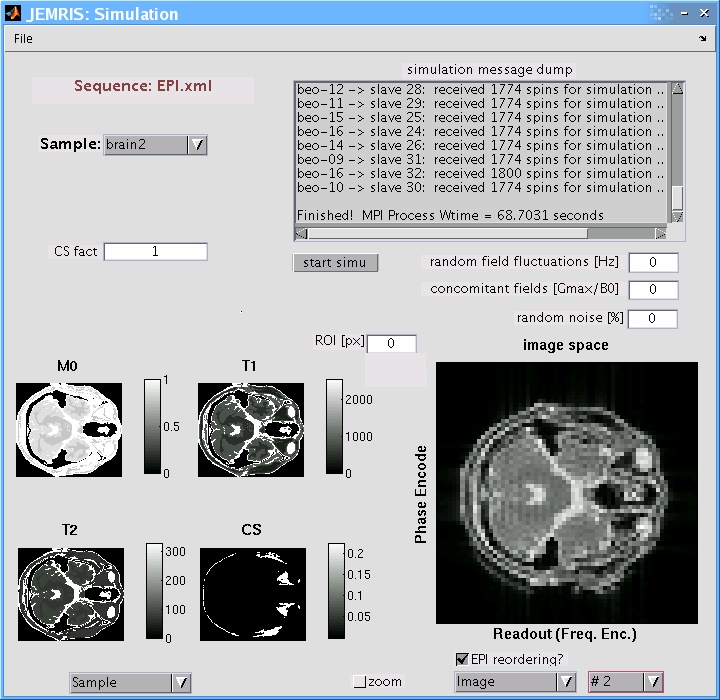 JEMRIS: Simulation
File
simulation message dump
Sequence: EPI.xml
beo-12 -> slave 28: received 1774 spins for simulation ..
beo-11 -> slave 29: received 1774 spins for simulation ..
beo-15 -> slave 25: received 1774 spins for simulation ..
beo-16 -> slave 24: received 1774 spins for simulation ..
beo-14 -> slave 26: received 1774 spins for simulation ..
beo-09 -> slave 31: received 1774 spins for simulation ..
beo-16 -> slave 32: received 1800 spins for simulation ..
beo-10 -> slave 30: received 1774 spins for simulation ..
Finished! MPI Process Wtime = 68.7031 seconds
Sample: brain2
CS fact 1
start simu
random field fluctuations [Hz] 0
concomitant fields [Gmax/B0] 0
random noise [%] 0
ROI [px] 0
image space
M0
1
0.5
0
T1
2000
1000
0
Phase Encode
T2
300
200
100
0
CS
0.2
0.15
0.1
0.05
Readout (Freq. Enc.)
EPI reordering?
Sample
zoom
Image
# 2